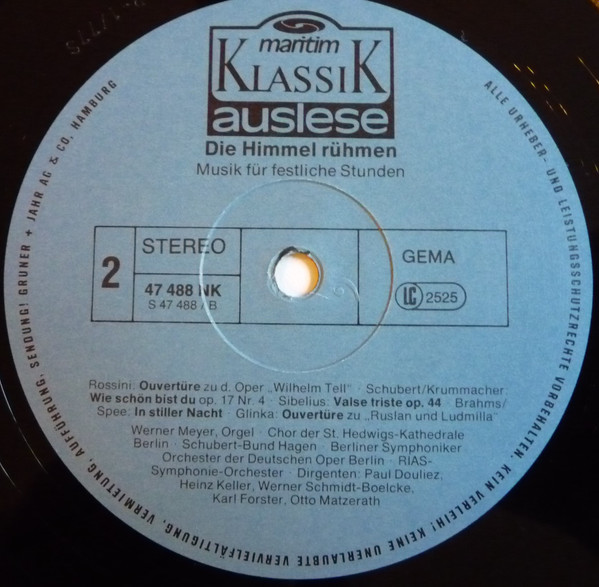 maritim
KLASSIK
auslese
Die Himmel rühmen
Musik für festliche Stunden
2
STEREO
47 488 NK
S 47 488 / B
GEMA
LC 2525
Rossini: Ouvertüre zu d. Oper „Wilhelm Tell“ · Schubert/Krummacher:
Wie schön bist du op. 17 Nr. 4 · Sibelius: Valse triste op. 44 · Brahms/
Spee: In stiller Nacht · Glinka: Ouvertüre zu „Ruslan und Ludmilla“
Werner Meyer, Orgel · Chor der St. Hedwigs-Kathedrale
Berlin · Schubert-Bund Hagen · Berliner Symphoniker
Orchester der Deutschen Oper Berlin · RIAS-
Symphonie-Orchester · Dirgenten: Paul Douliez,
Heinz Keller, Werner Schmidt-Boelcke,
Karl Forster, Otto Matzerath
ALLE URHEBER- UND LEISTUNGSSCHUTZRECHTE VORBEHALTEN. KEIN VERLEIH! KEINE UNERLAUBTE VERVIELFÄLTIGUNG, VERMIETUNG, AUFFÜHRUNG, SENDUNG! GRUNER + JAHR AG & CO, HAMBURG